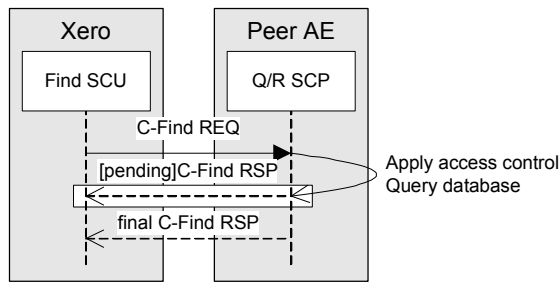 Xero
Peer AE
Find SCU
Q/R SCP
C-Find REQ
[pending]C-Find RSP
Apply access control
Query database
final C-Find RSP